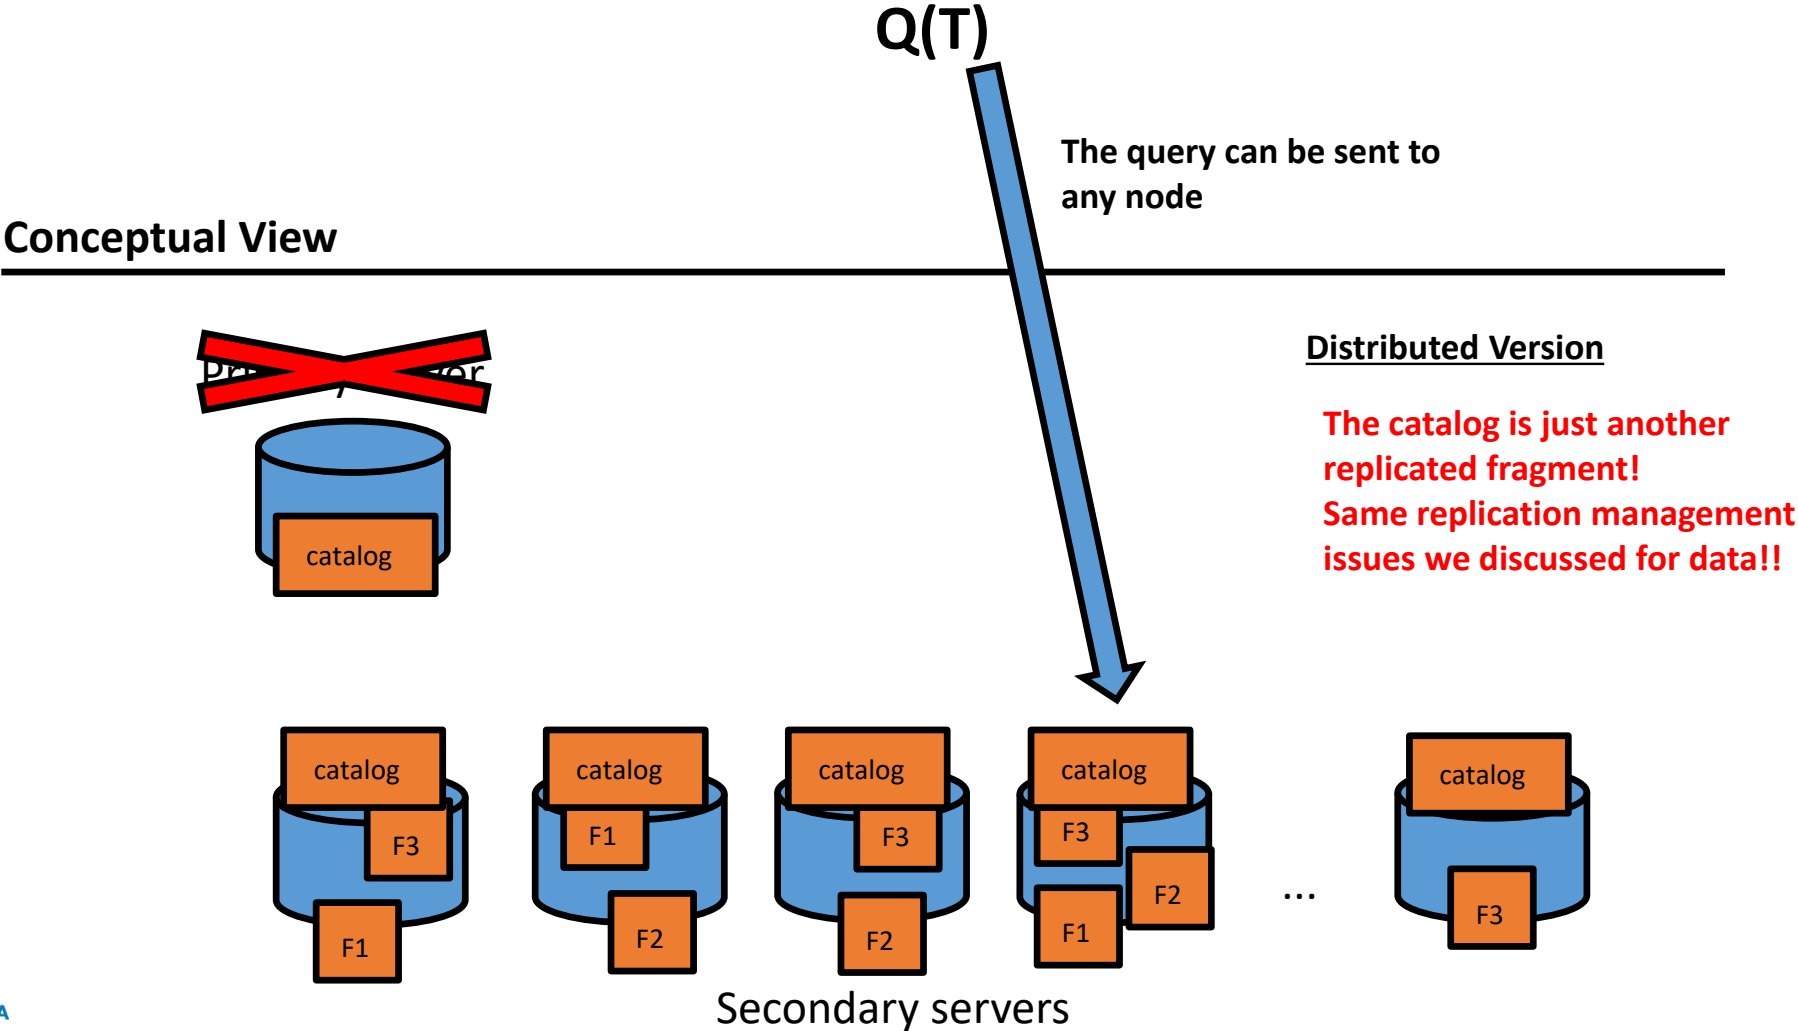 Q(T)
The query can be sent to
any node
Conceptual View
Distributed Version
The catalog is just another
replicated fragment!
Same replication management
issues we discussed for data!!
catalog
catalog
catalog
catalog
catalog
catalog
F3
F1
F3
F3
F1
F2
F2
F1
F2
...
F3
Secondary servers
A